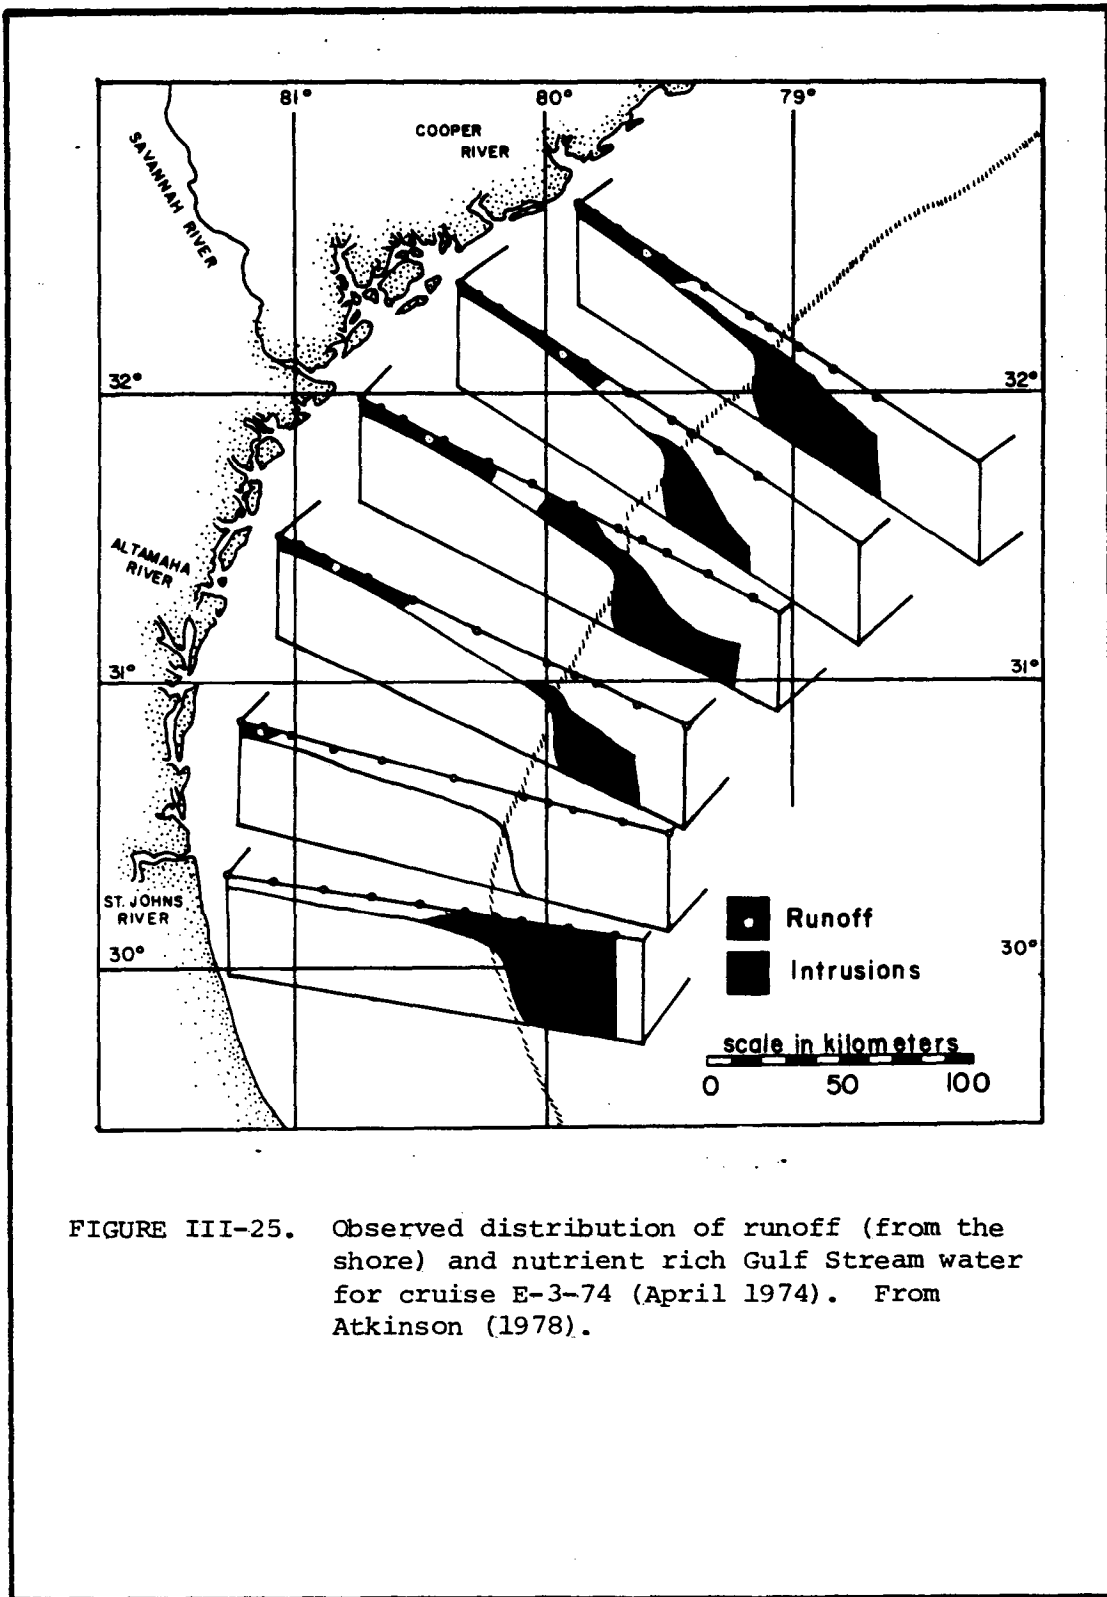 81°
80°
79°
COOPER
RIVER
SAVANNAH RIVER
32°
32°
ALTAMAHA
RIVER
31°
31°
ST. JOHNS
RIVER
30°
30°
Runoff
Intrusions
scale in kilometers
0 50 100
FIGURE III-25. Observed distribution of runoff (from the
shore) and nutrient rich Gulf Stream water
for cruise E-3-74 (April 1974). From
Atkinson (1978).